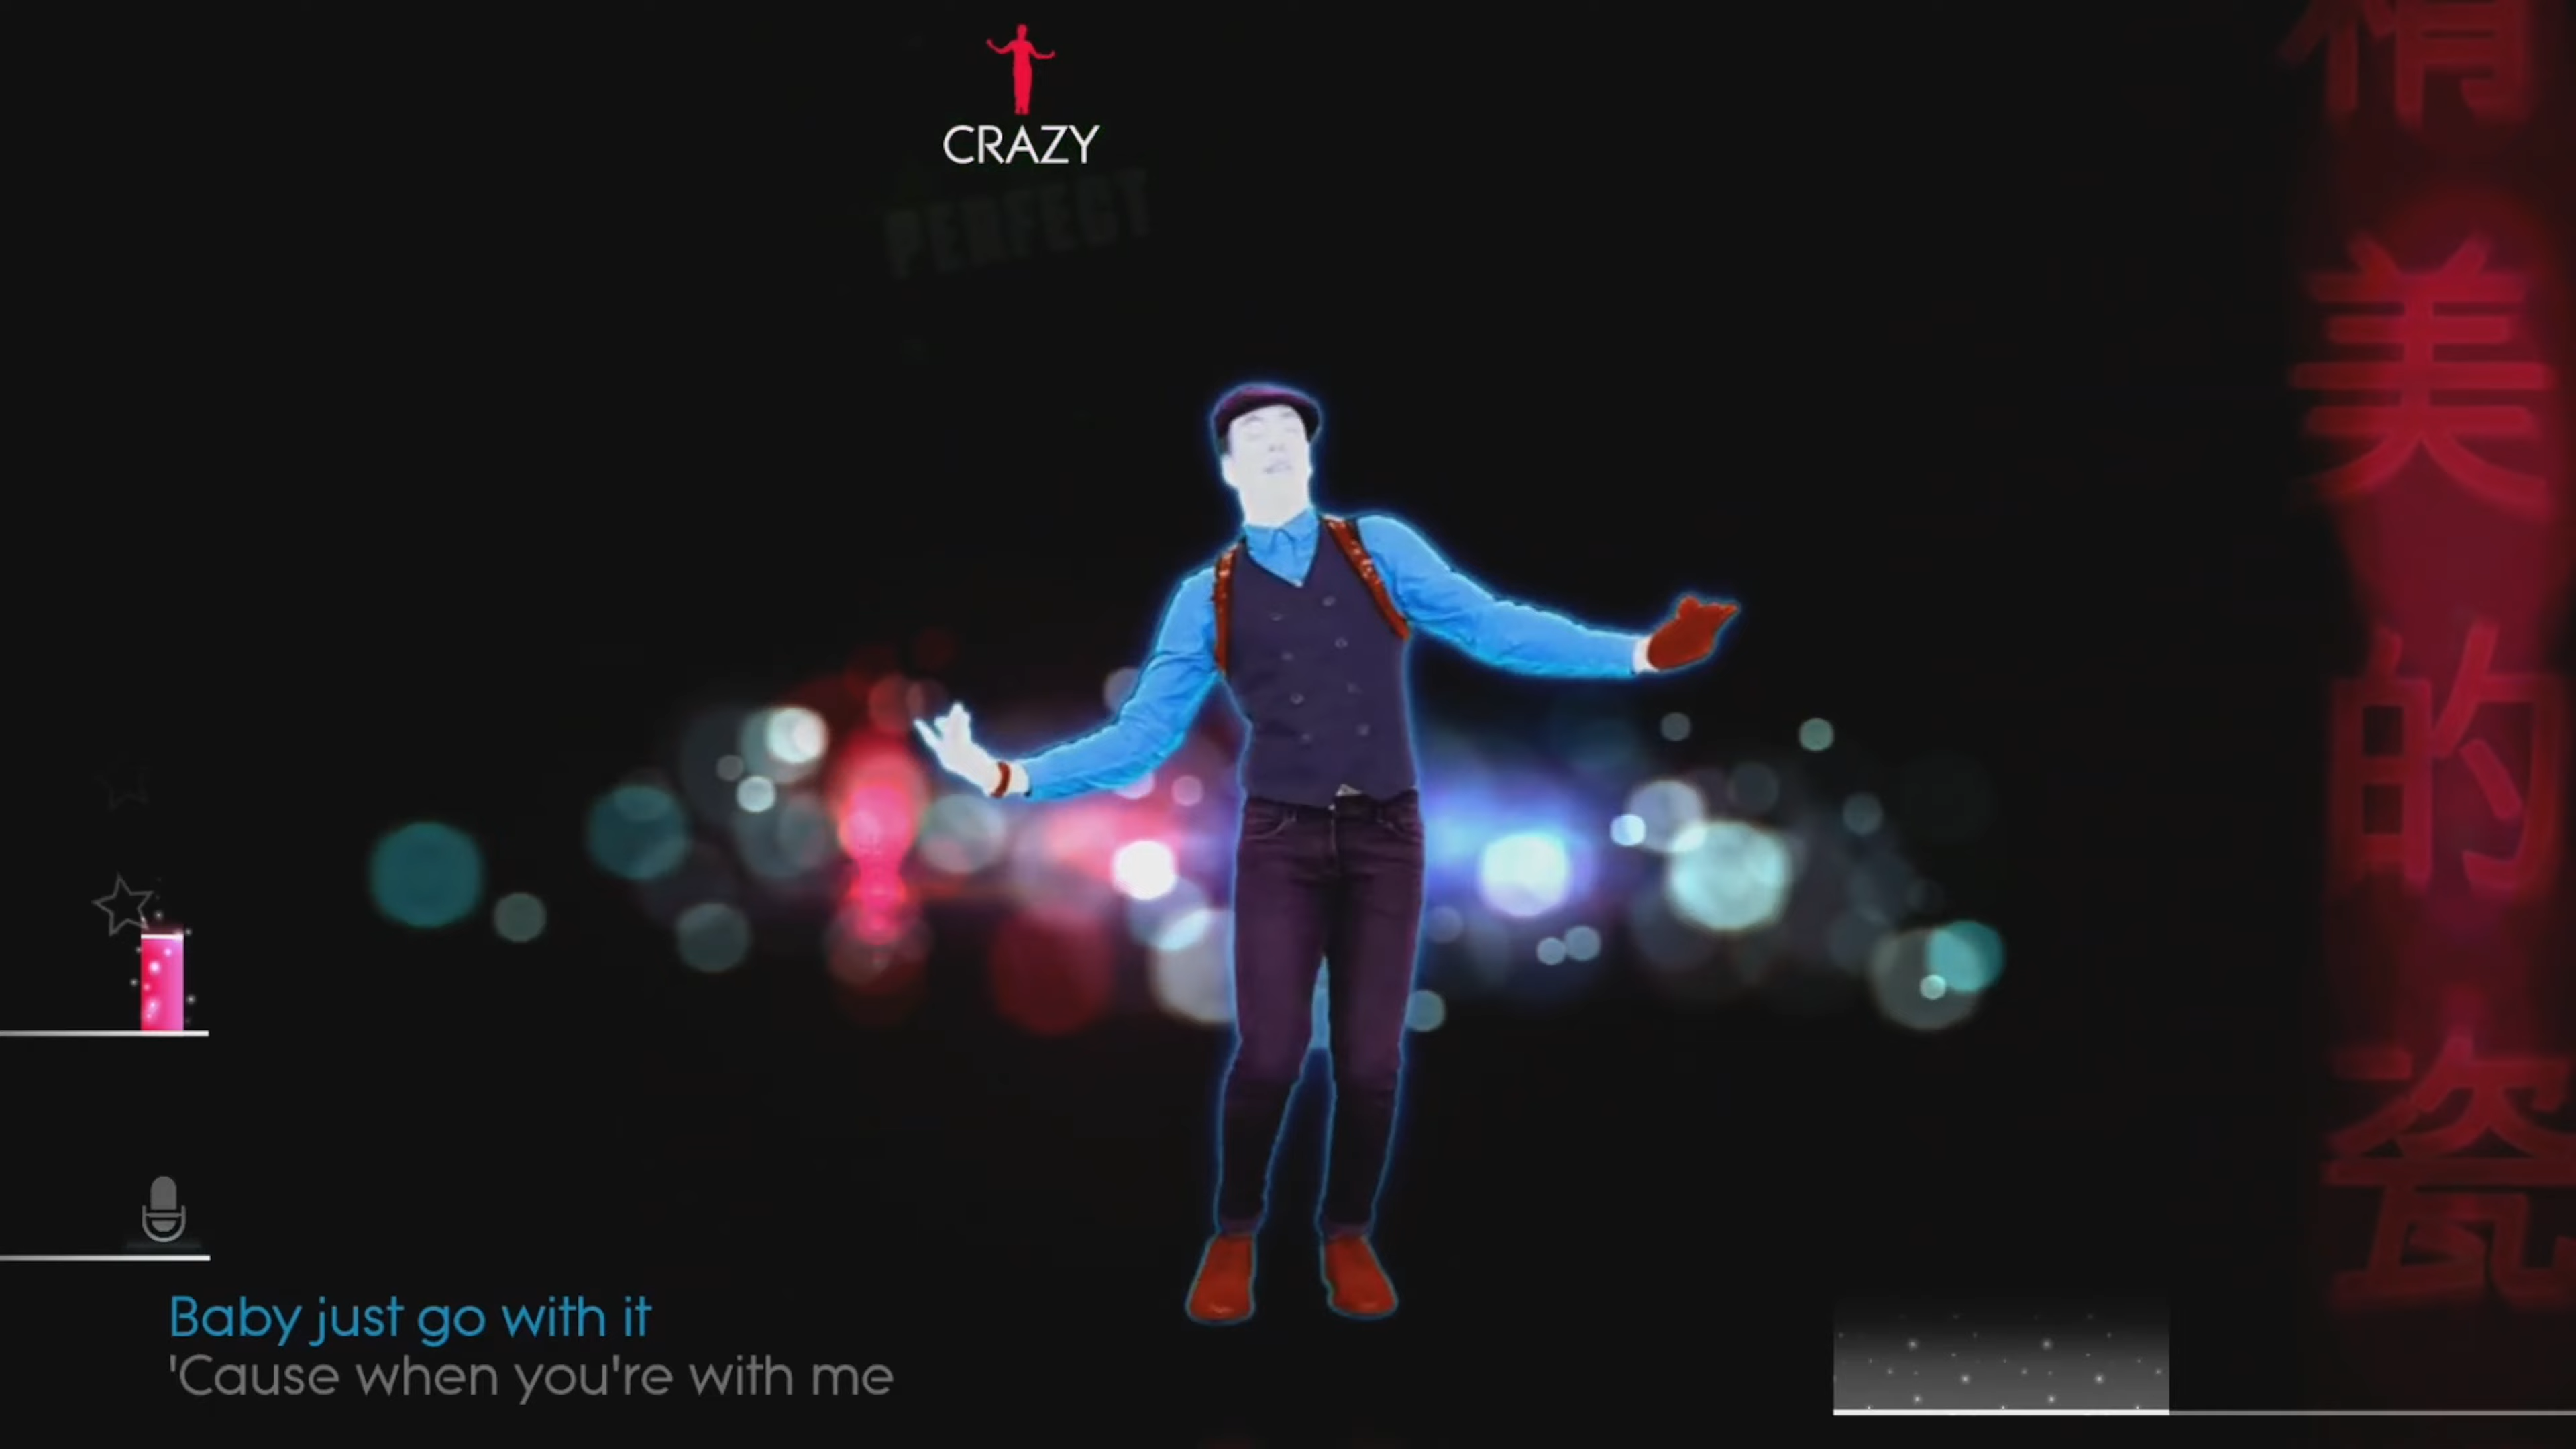 CRAZY
PERFECT
美
的
瓷
Baby just go with it
'Cause when you're with me